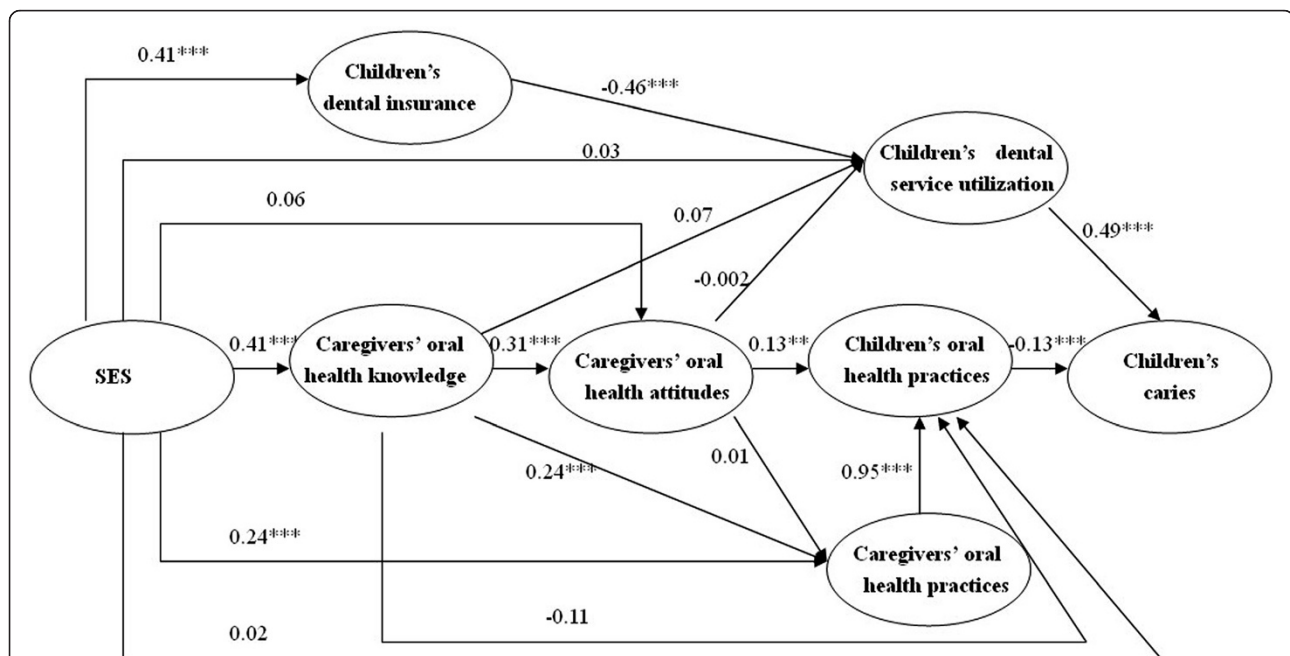 0.41***
Children's
dental insurance
-0.46***
0.03
Children's dental
service utilization
0.06
0.07
0.49***
-0.002
SES
0.41***
Caregivers' oral
health knowledge
0.31***
Caregivers' oral
health attitudes
0.13**
Children's oral
health practices
-0.13***
Children's
caries
0.24***
0.01
0.95***
0.24***
Caregivers' oral
health practices
0.02
-0.11